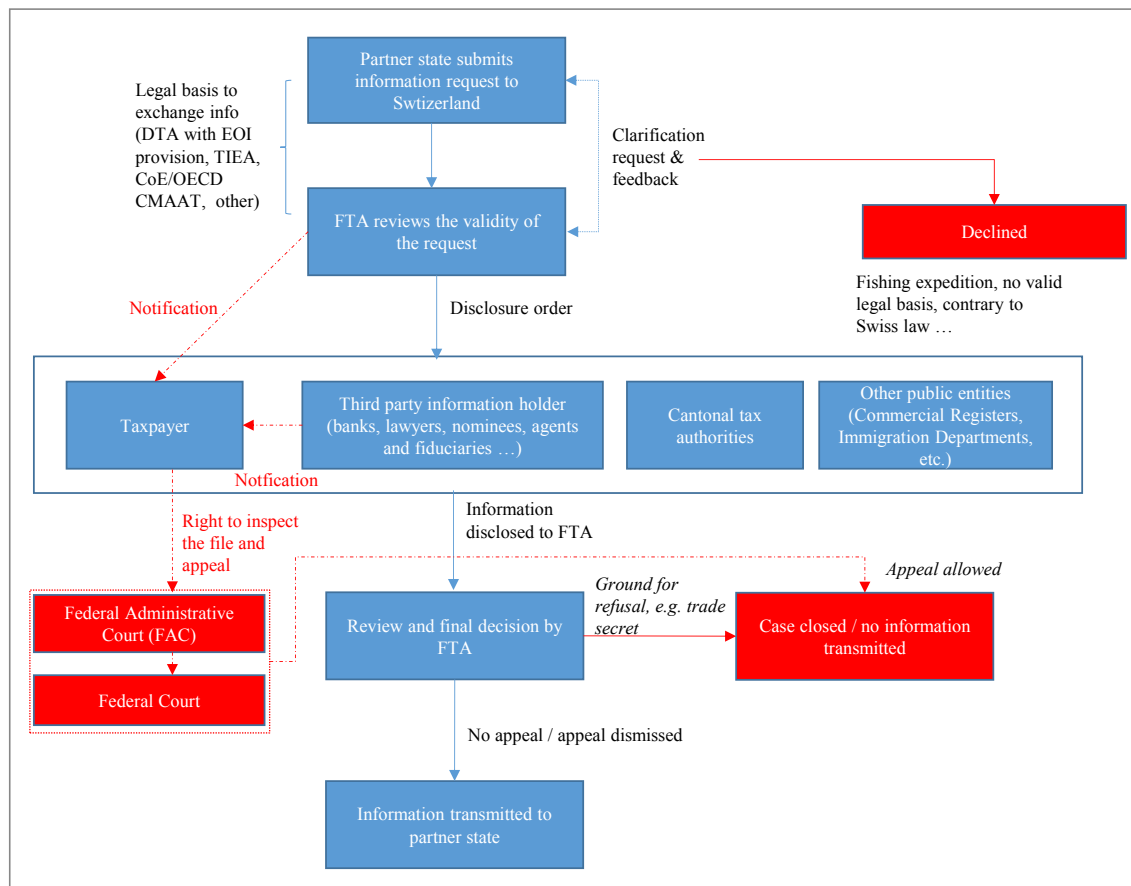 Partner state submits
information request to
Swtizerland
Legal basis to
exchange info
(DTA with EOI
provision, TIEA,
CoE/OECD
CMAAT,  other)
Clarification
request &
feedback
FTA reviews the validity of
the request
Declined
Fishing expedition, no valid
legal basis, contrary to
Swiss law …
Notification
Disclosure order
Taxpayer
Third party information holder
(banks, lawyers, nominees, agents
and fiduciaries …)
Cantonal tax
authorities
Other public entities
(Commercial Registers,
Immigration Departments,
etc.)
Notfication
Information
disclosed to FTA
Right to inspect
the file and
appeal
Appeal allowed
Ground for
refusal, e.g. trade
secret
Federal Administrative
Court (FAC)
Federal Court
Review and final decision by
FTA
Case closed / no information
transmitted
No appeal / appeal dismissed
Information transmitted to
partner state